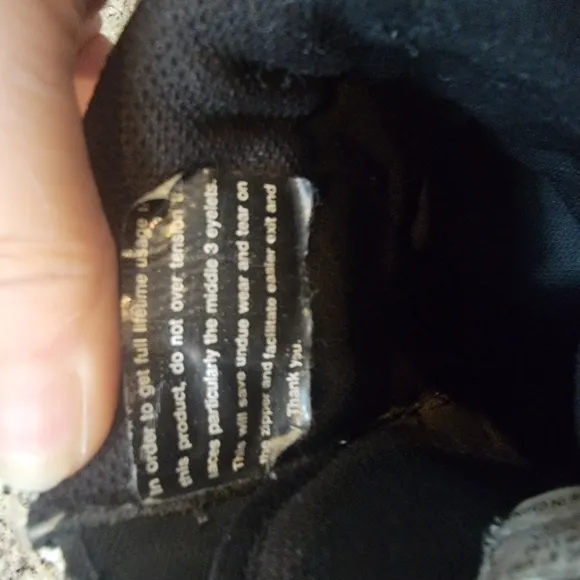 In order to get full lifetime usage
this product, do not over tension
laces particularly the middle 3 eyelets.
This will save undue wear and tear on
the zipper and facilitate easier exit and
Thank you.